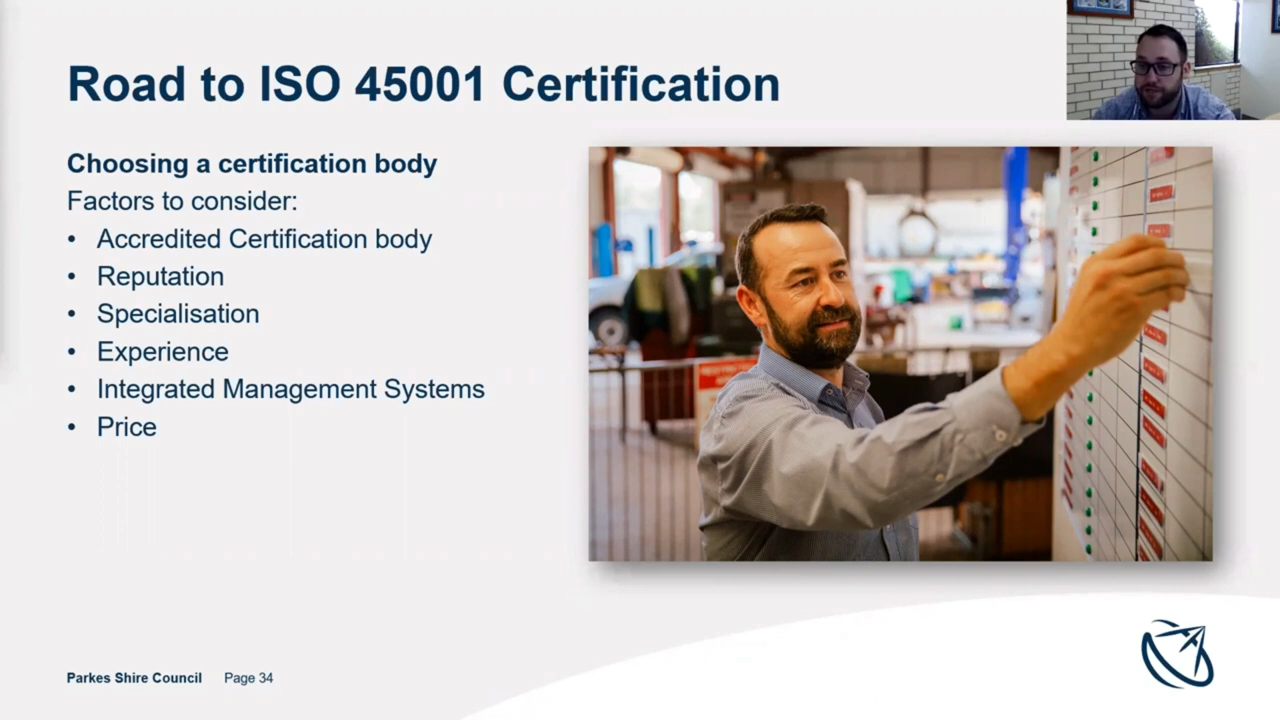 Road to ISO 45001 Certification
Choosing a certification body
Factors to consider:
• Accredited Certification body
• Reputation
• Specialisation
• Experience
• Integrated Management Systems
• Price
Parkes Shire Council Page 34